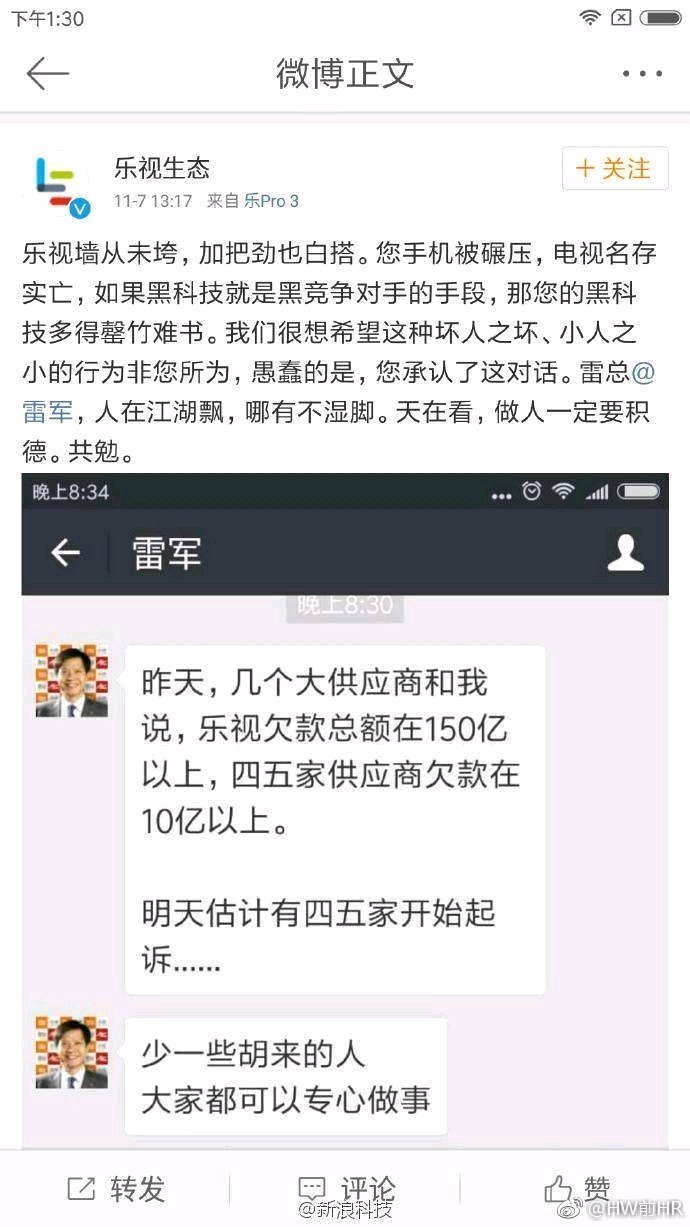 下午1:30
微博正文
乐视生态
+ 关注
11-7 13:17 来自 乐Pro 3
乐视墙从未垮，加把劲也白搭。您手机被碾压，电视名存
实亡，如果黑科技就是黑竞争对手的手段，那您的黑科
技多得罄竹难书。我们很想希望这种坏人之坏、小人之
小的行为非您所为，愚蠢的是，您承认了这对话。雷总@
雷军，人在江湖飘，哪有不湿脚。天在看，做人一定要积
德。共勉。
晚上8:34
雷军
晚上8:30
昨天，几个大供应商和我
说，乐视欠款总额在150亿
以上，四五家供应商欠款在
10亿以上。
明天估计有四五家开始起
诉……
少一些胡来的人
大家都可以专心做事
转发
评论
赞
@新浪科技
@HW前HR